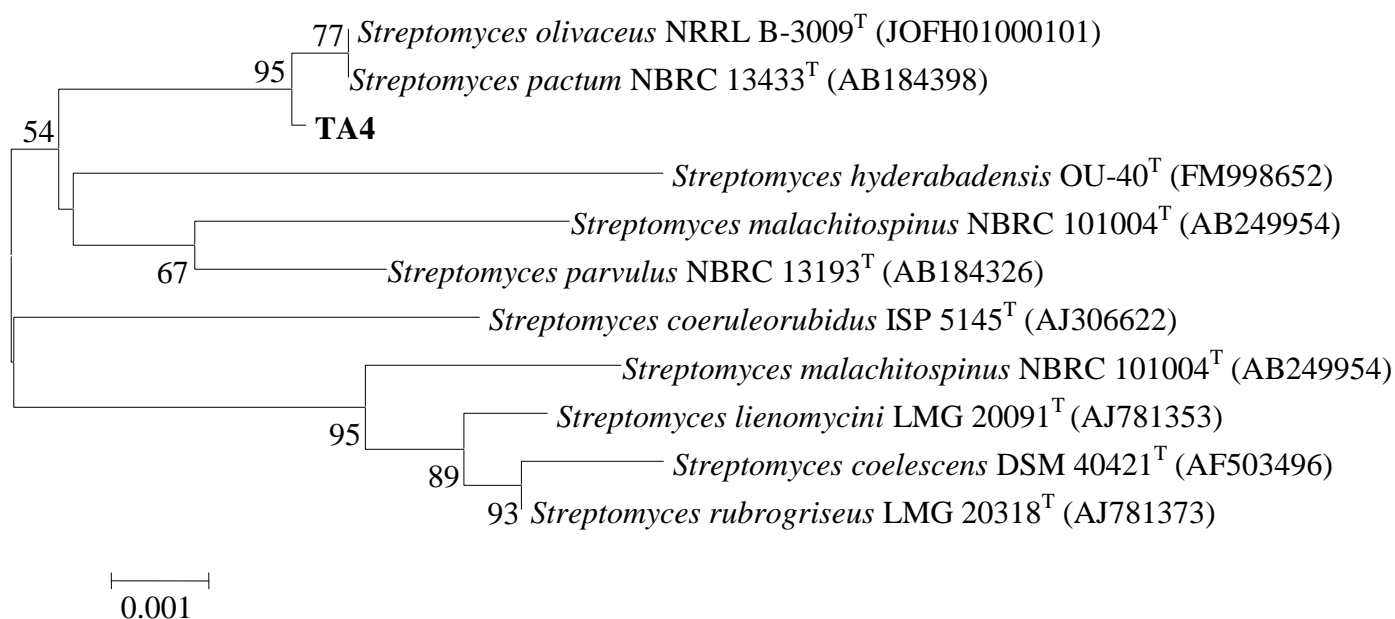 77 Streptomyces olivaceus NRRL B-3009T (JOFH01000101)
95 Streptomyces pactum NBRC 13433T (AB184398)
54 TA4
Streptomyces hyderabadensis OU-40T (FM998652)
Streptomyces malachitospinus NBRC 101004T (AB249954)
67 Streptomyces parvulus NBRC 13193T (AB184326)
Streptomyces coeruleorubidus ISP 5145T (AJ306622)
Streptomyces malachitospinus NBRC 101004T (AB249954)
95 Streptomyces lienomycini LMG 20091T (AJ781353)
89 Streptomyces coelescens DSM 40421T (AF503496)
93 Streptomyces rubrogriseus LMG 20318T (AJ781373)
0.001